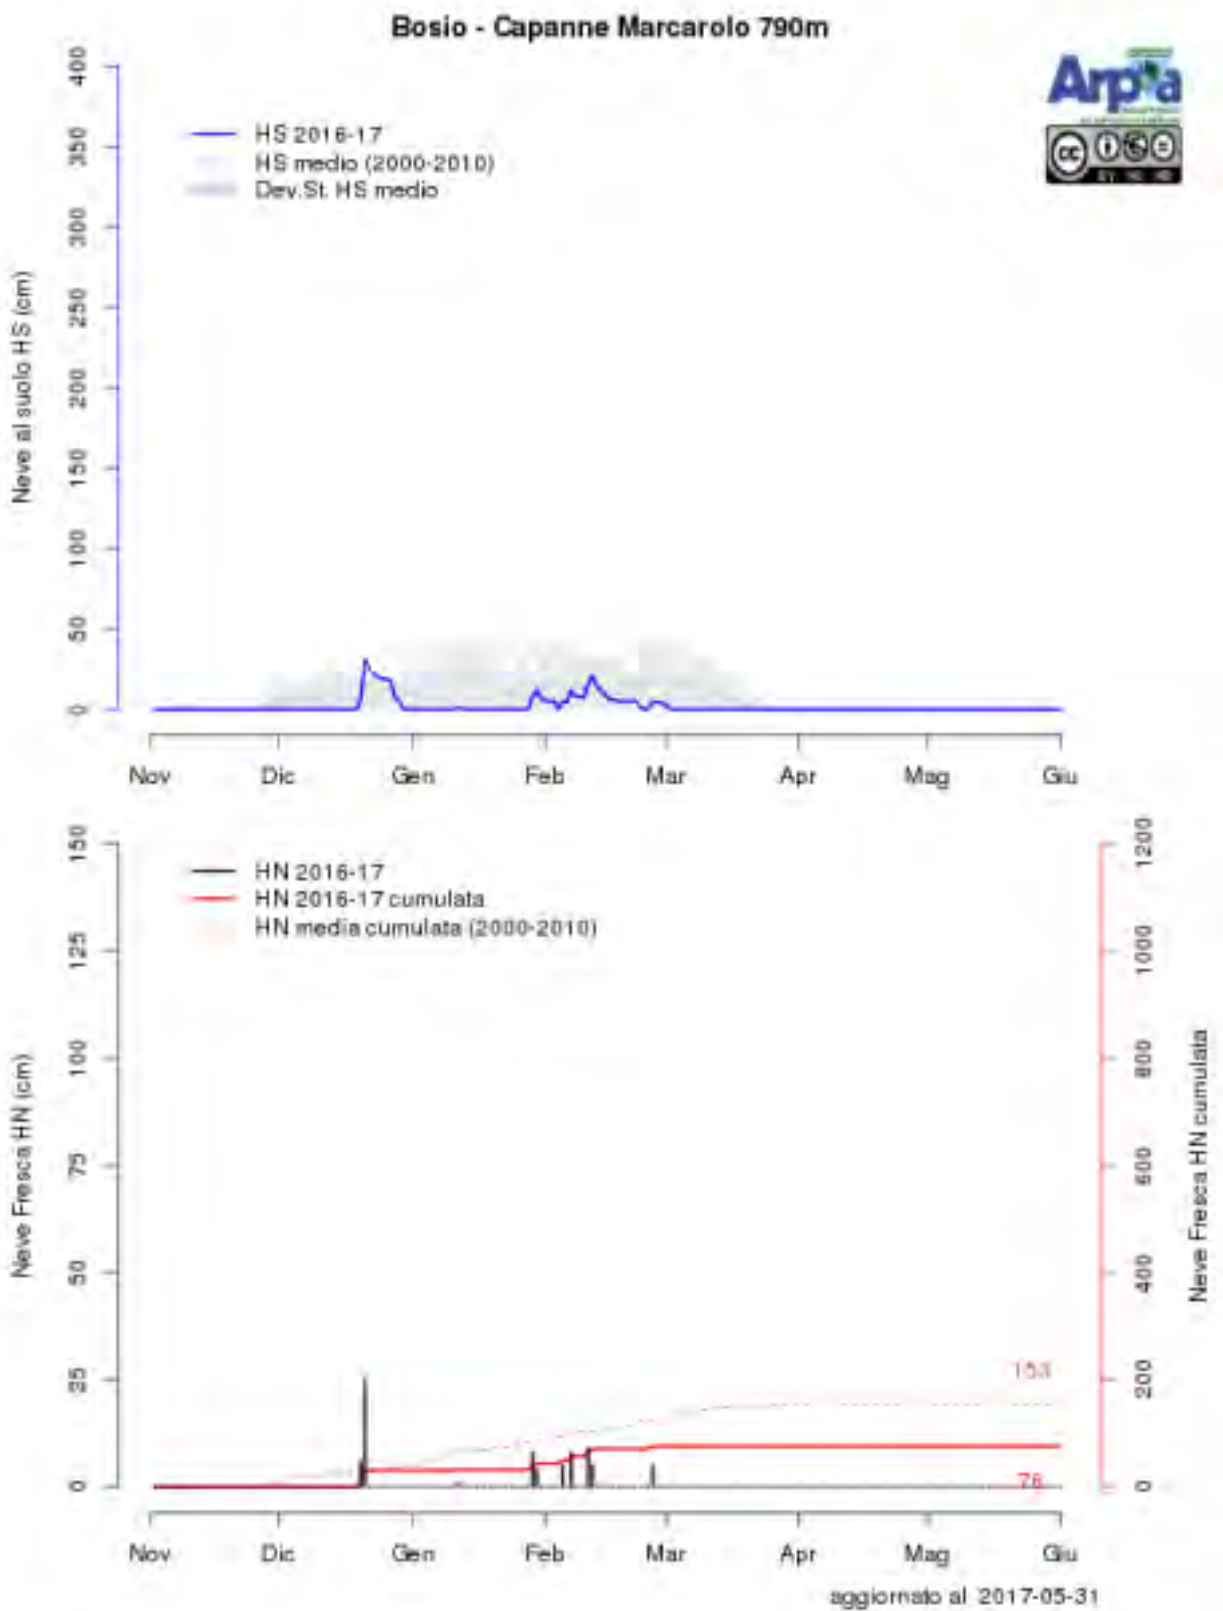 Bosio - Capanne Marcarolo 790m
Arpa
cc
HS 2016-17
HS medio (2000-2010)
Dev.St. HS medio
Neve al suolo HS (cm)
400
350
300
250
200
150
100
50
0
Nov Dic Gen Feb Mar Apr Mag Giu
HN 2016-17
HN 2016-17 cumulata
HN media cumulata (2000-2010)
Neve Fresca HN (cm)
150
125
100
75
50
25
0
1200
1000
800
600
400
200
0
Neve Fresca HN cumulata
153
76
Nov Dic Gen Feb Mar Apr Mag Giu
aggiornato al 2017-05-31